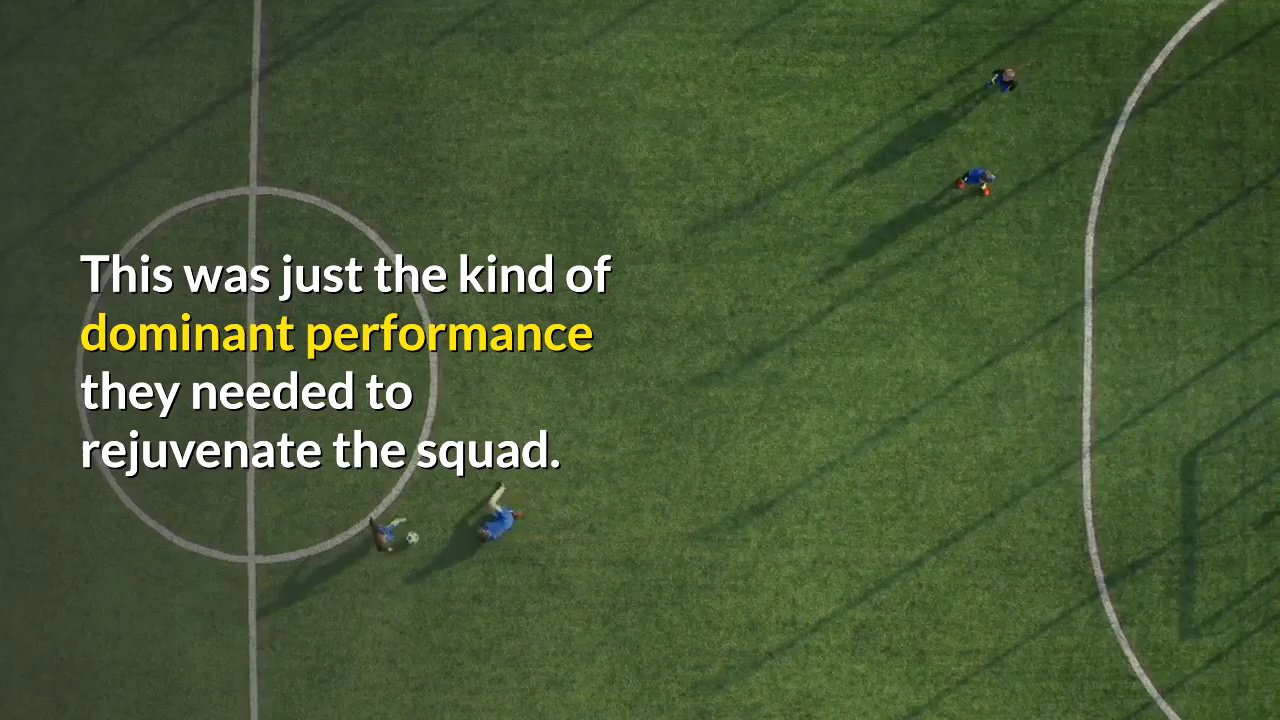 This was just the kind of
dominant performance
they needed to
rejuvenate the squad.